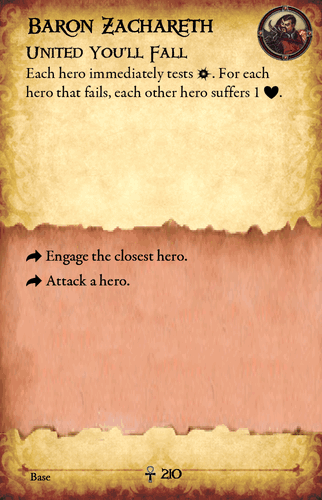 Baron Zachareth
United You'll Fall
Each hero immediately tests . For each
hero that fails, each other hero suffers 1 .
Engage the closest hero.
Attack a hero.
Base 210